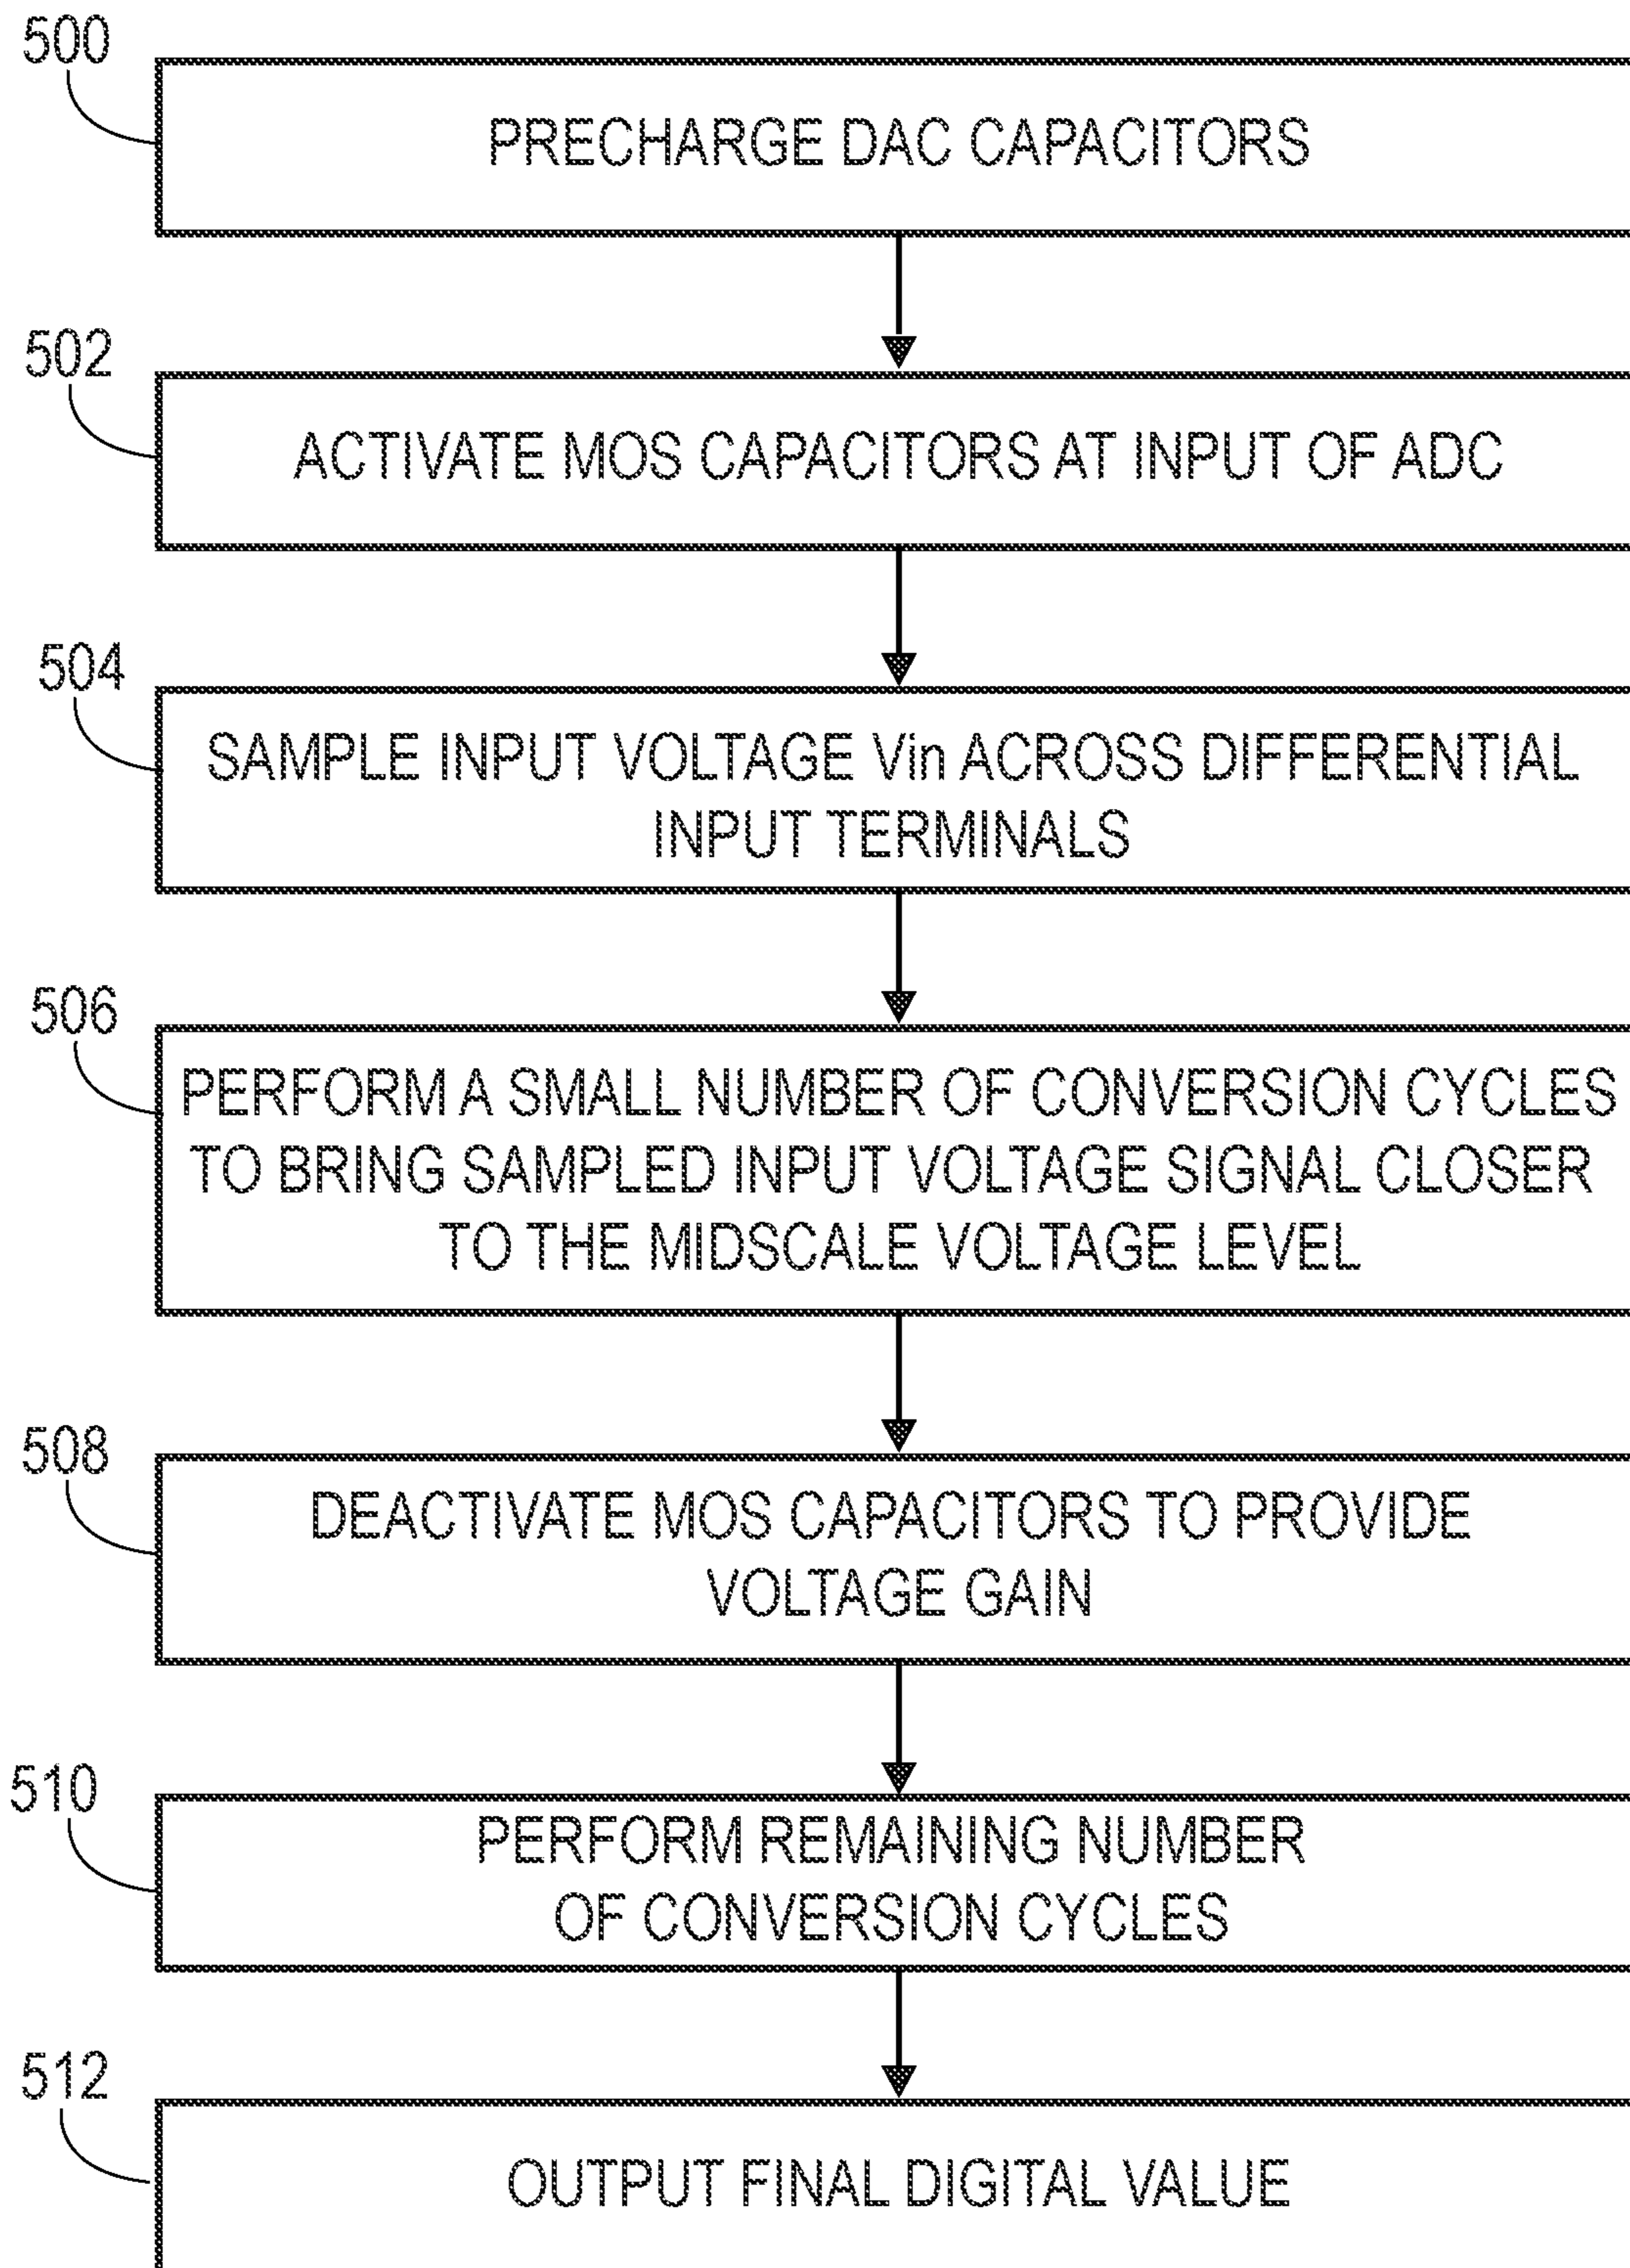 500
PRECHARGE DAC CAPACITORS
502
ACTIVATE MOS CAPACITORS AT INPUT OF ADC
504
SAMPLE INPUT VOLTAGE Vin ACROSS DIFFERENTIAL
INPUT TERMINALS
506
PERFORM A SMALL NUMBER OF CONVERSION CYCLES
TO BRING SAMPLED INPUT VOLTAGE SIGNAL CLOSER
TO THE MIDSCALE VOLTAGE LEVEL
508
DEACTIVATE MOS CAPACITORS TO PROVIDE
VOLTAGE GAIN
510
PERFORM REMAINING NUMBER
OF CONVERSION CYCLES
512
OUTPUT FINAL DIGITAL VALUE